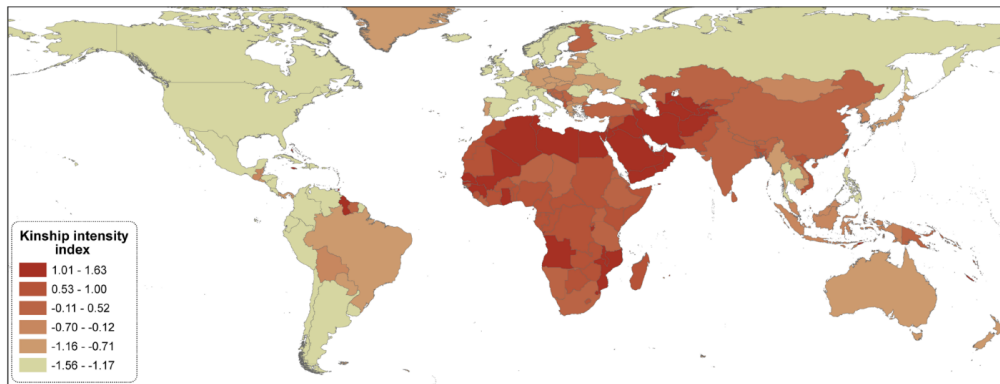 Kinship intensity
index
1.01 - 1.63
0.53 - 1.00
-0.11 - 0.52
-0.70 - -0.12
-1.16 - -0.71
-1.56 - -1.17